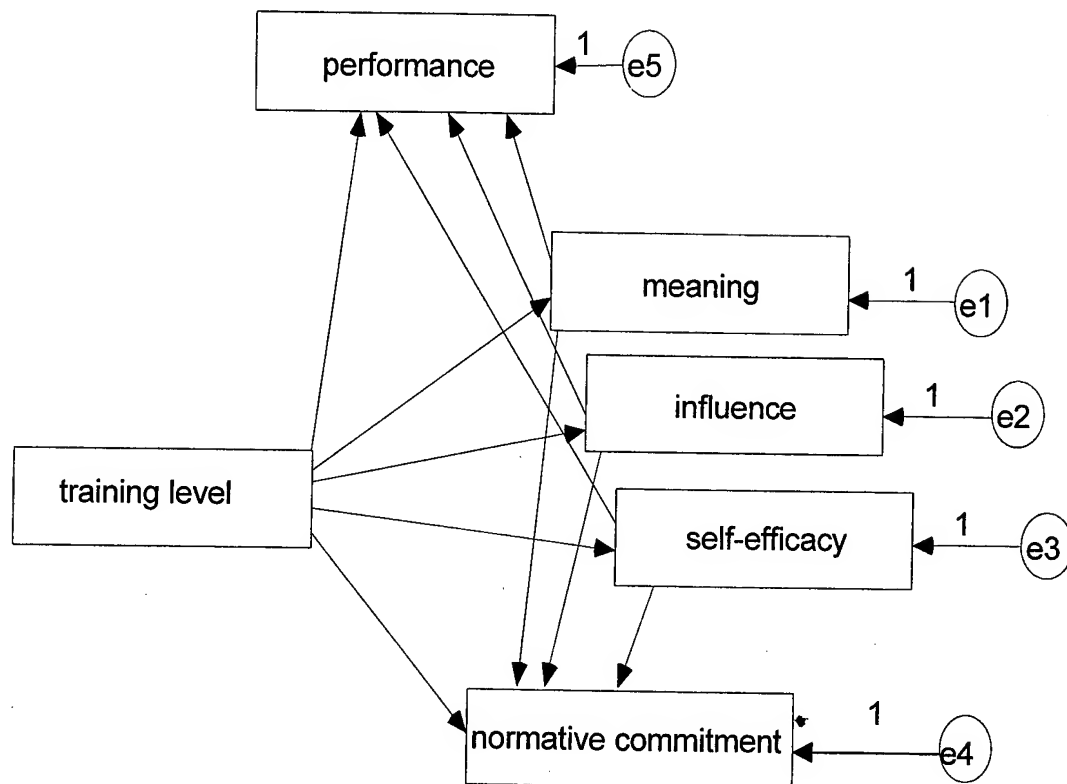 performance
1
e5
meaning
1
e1
influence
1
e2
training level
self-efficacy
1
e3
normative commitment
1
e4